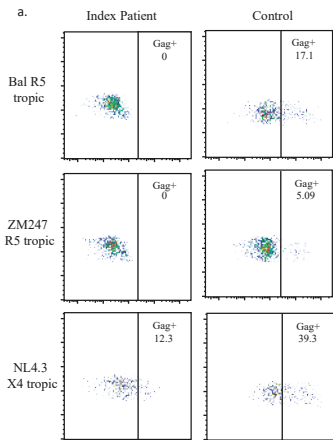 a.
Index Patient Control
Bal R5
tropic
Gag+
0
Gag+
17.1
ZM247
R5 tropic
Gag+
0
Gag+
5.09
NL4.3
X4 tropic
Gag+
12.3
Gag+
39.3